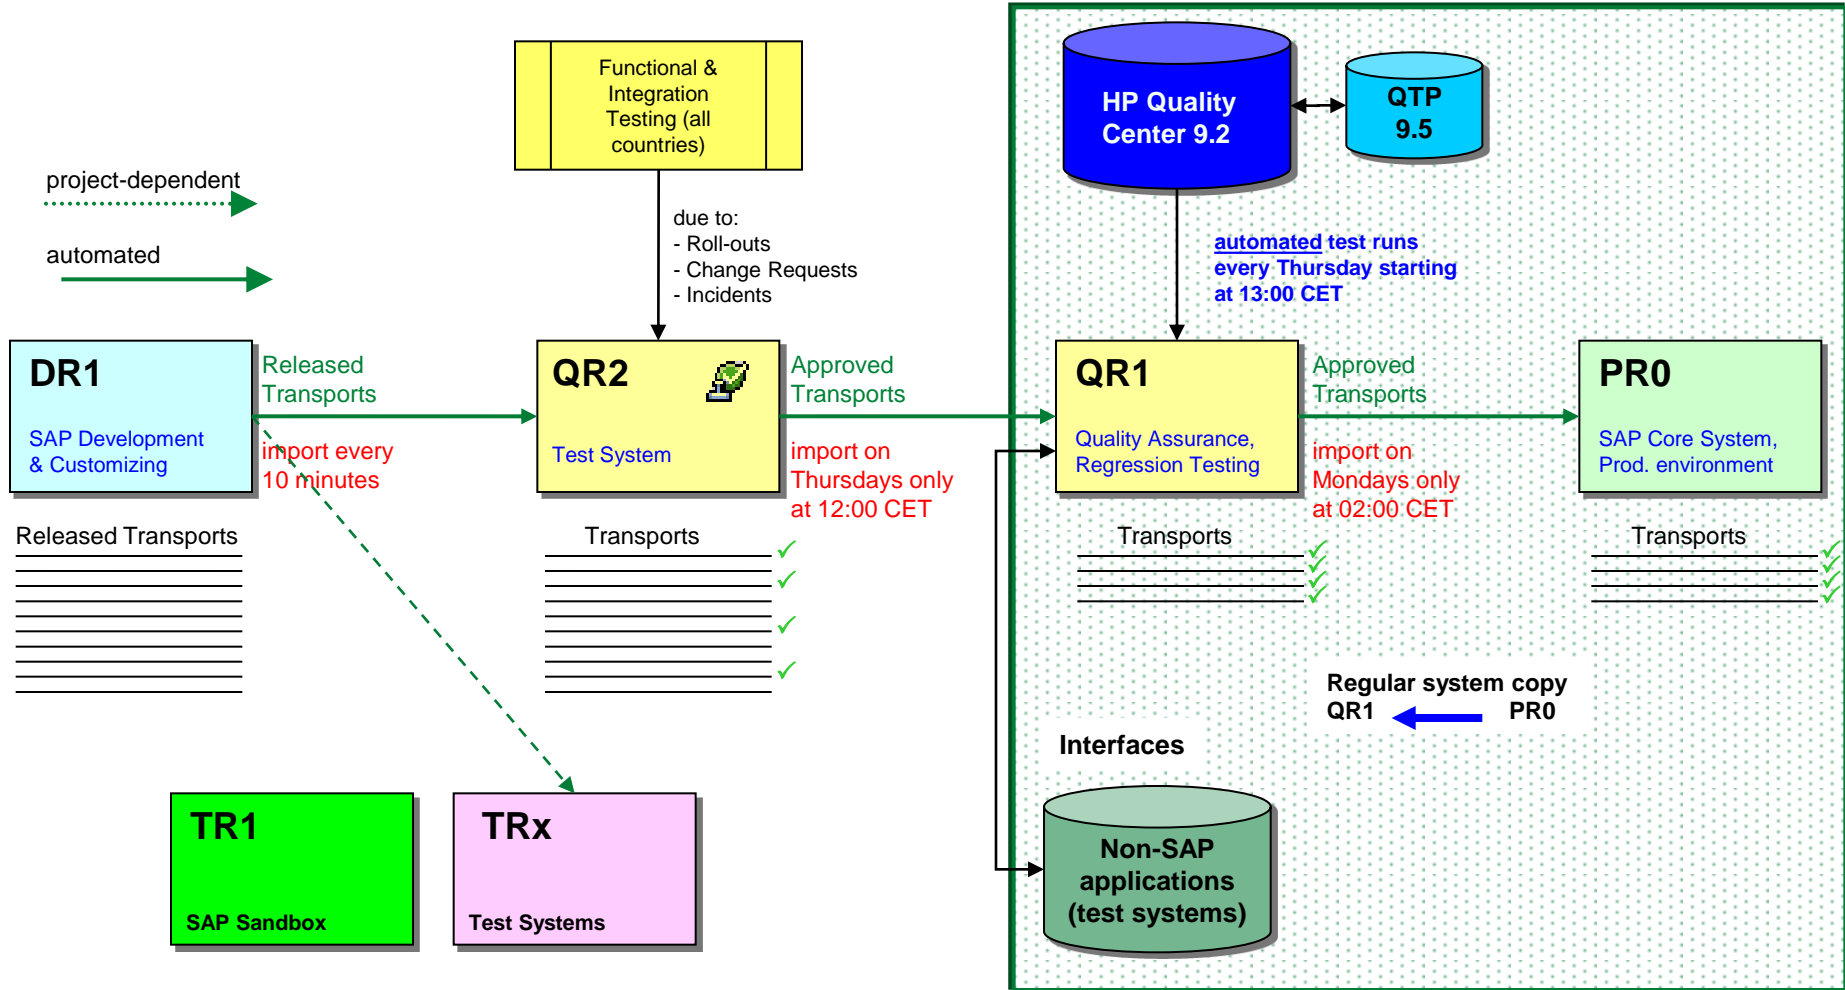 Functional &
Integration
Testing (all
countries)
HP Quality
Center 9.2
QTP
9.5
project-dependent
automated
due to:
- Roll-outs
- Change Requests
- Incidents
automated test runs
every Thursday starting
at 13:00 CET
DR1
SAP Development
& Customizing
Released
Transports
import every
10 minutes
QR2
Test System
Approved
Transports
import on
Thursdays only
at 12:00 CET
QR1
Quality Assurance,
Regression Testing
Approved
Transports
import on
Mondays only
at 02:00 CET
PR0
SAP Core System,
Prod. environment
Released Transports
Transports
Transports
Transports
Regular system copy
QR1 PR0
Interfaces
Non-SAP
applications
(test systems)
TR1
SAP Sandbox
TRx
Test Systems